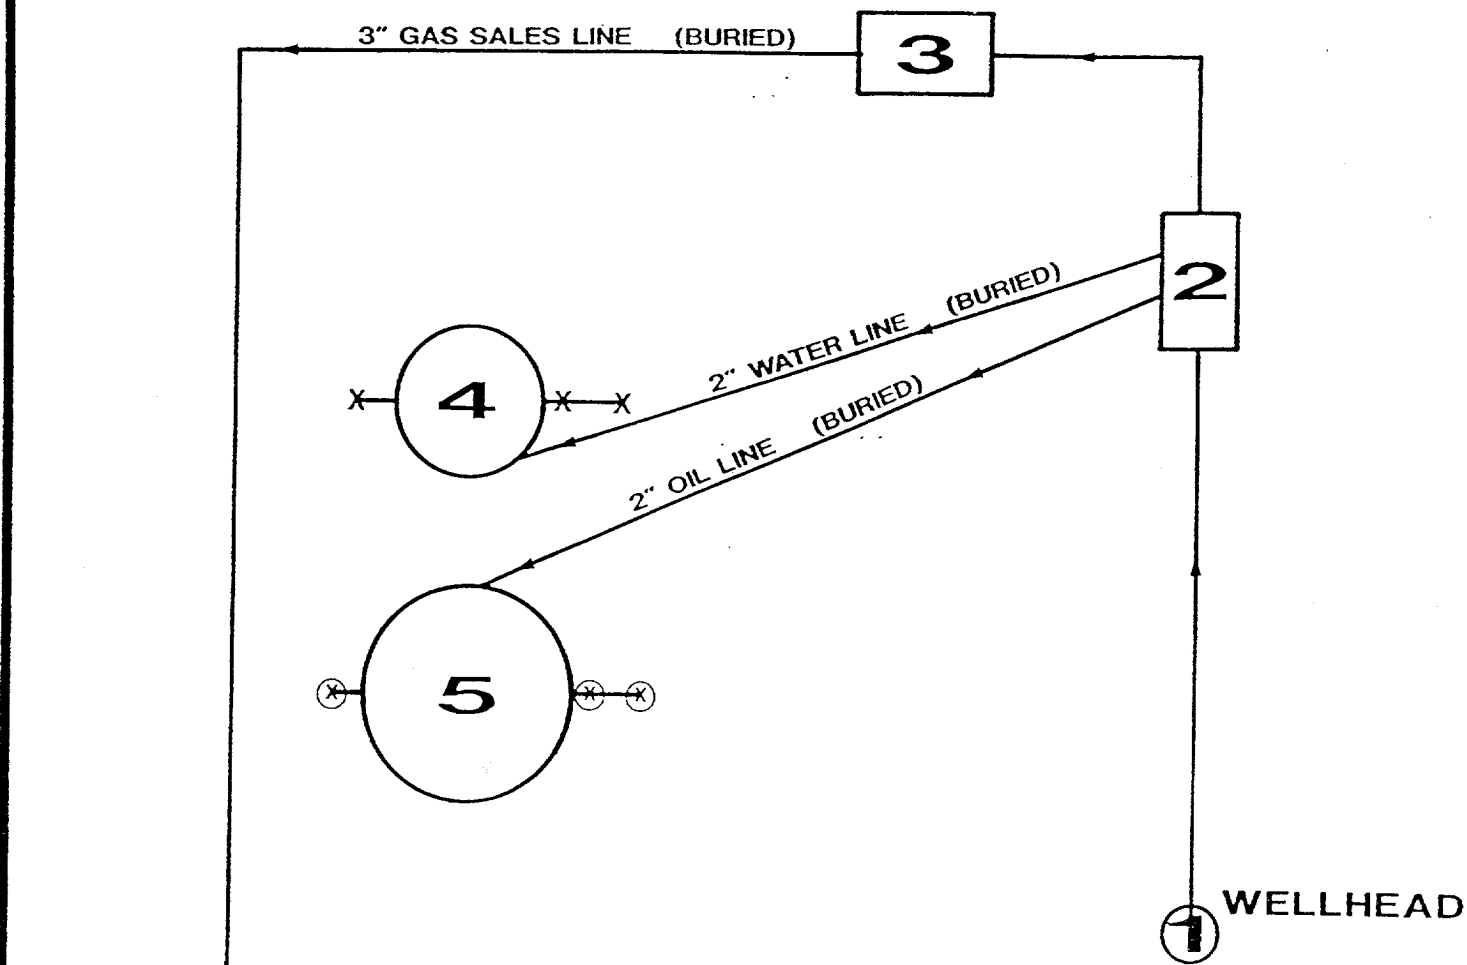 3" GAS SALES LINE (BURIED)
3
2
2" WATER LINE (BURIED)
4
2" OIL LINE (BURIED)
X X X
5
X X X
WELLHEAD
1